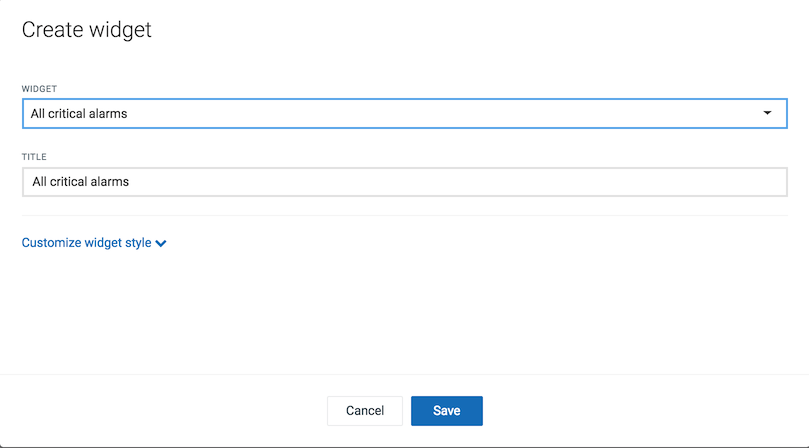 Create widget
WIDGET
All critical alarms
TITLE
All critical alarms
Customize widget style
Cancel
Save